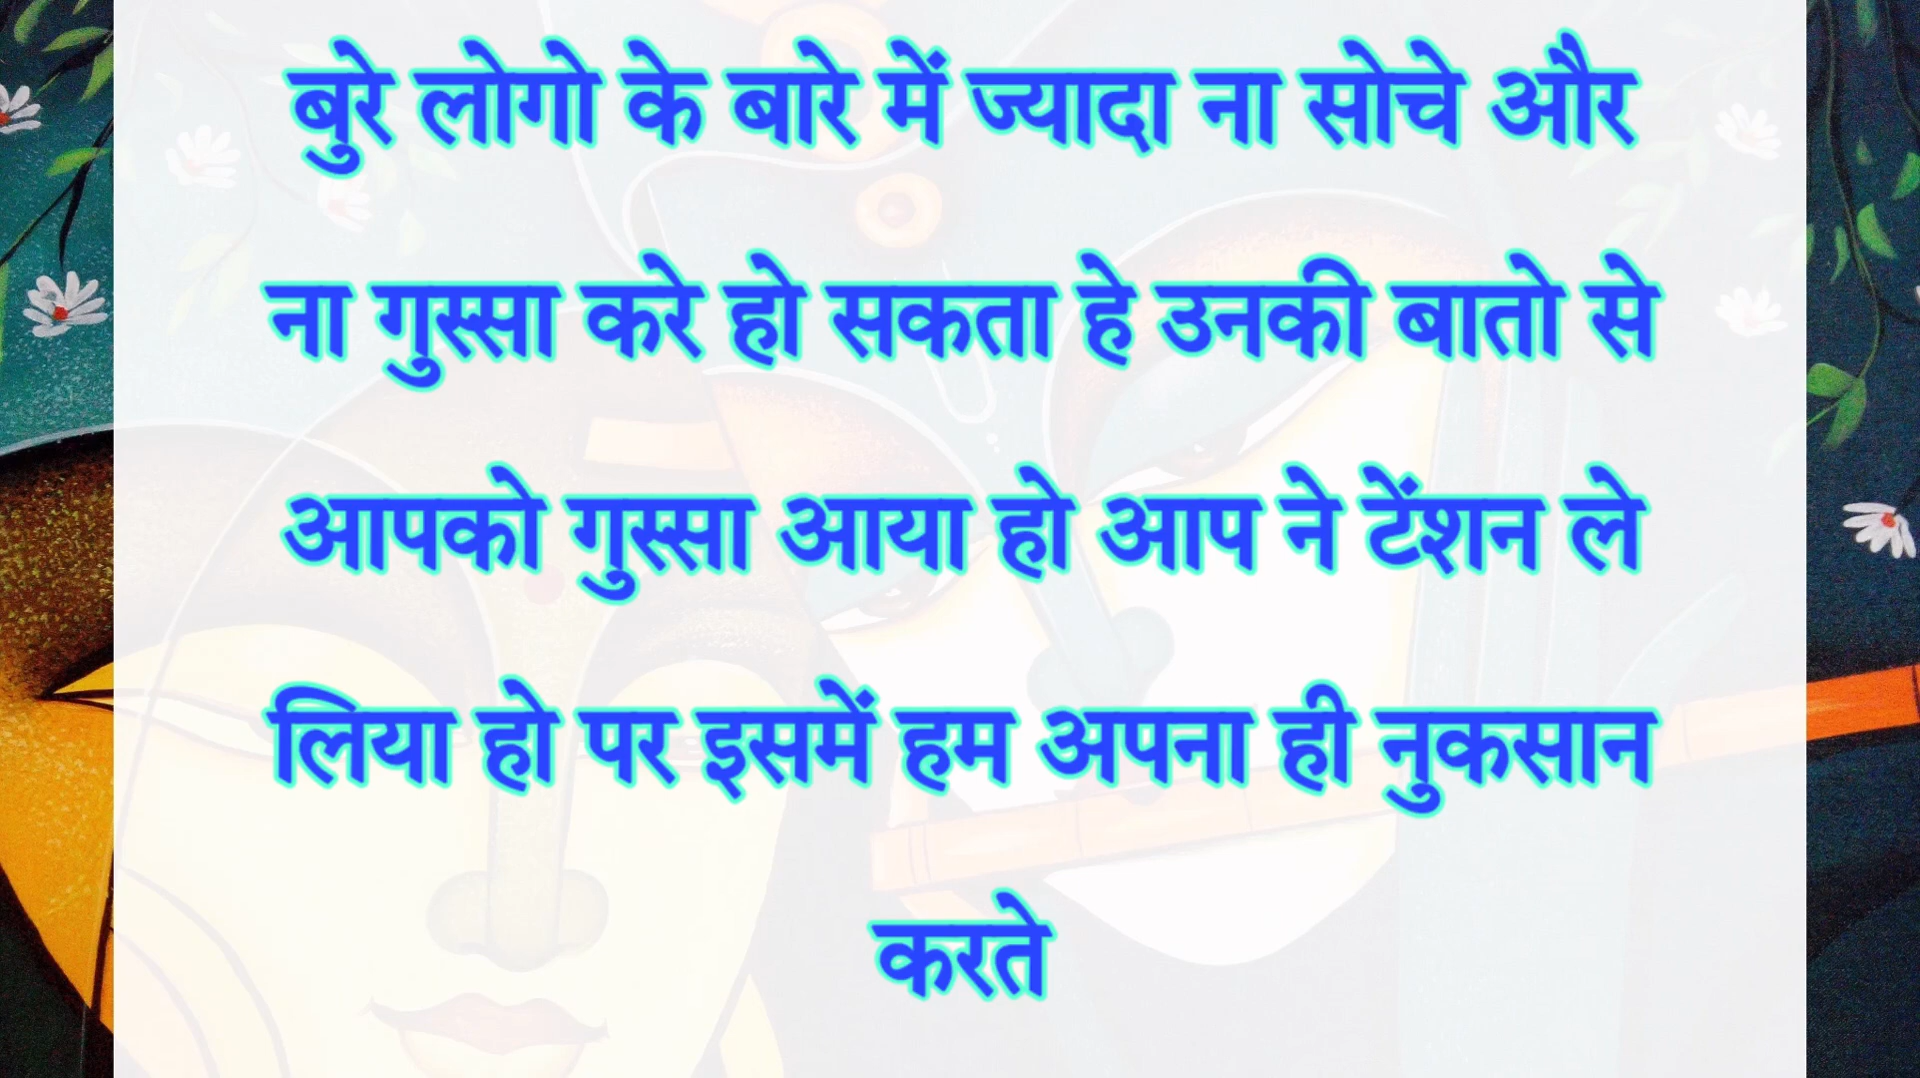 बुरे लोगो के बारे में ज्यादा ना सोचे और
ना गुस्सा करे हो सकता हे उनकी बातो से
आपको गुस्सा आया हो आप ने टेंशन ले
लिया हो पर इसमें हम अपना ही नुकसान
करते